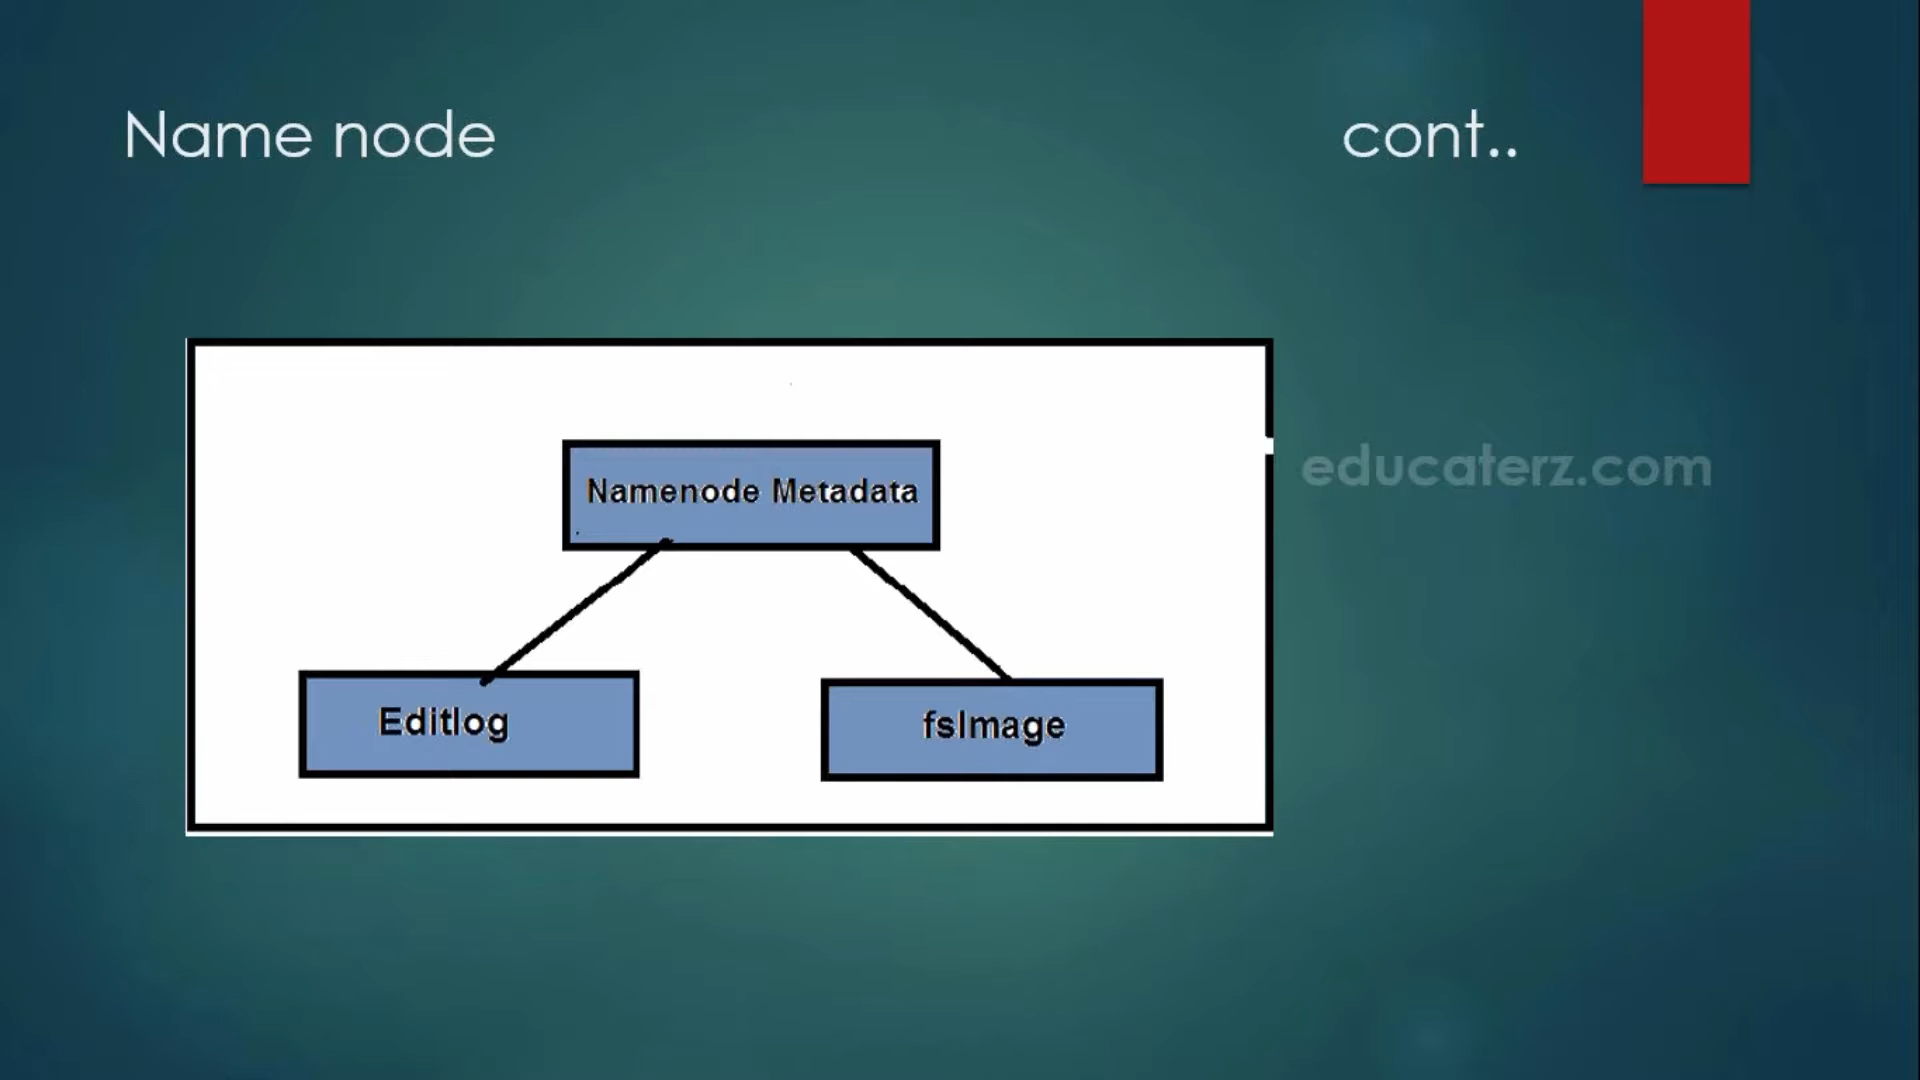 Name node cont..
Namenode Metadata
educaterz.com
Editlog
fsImage